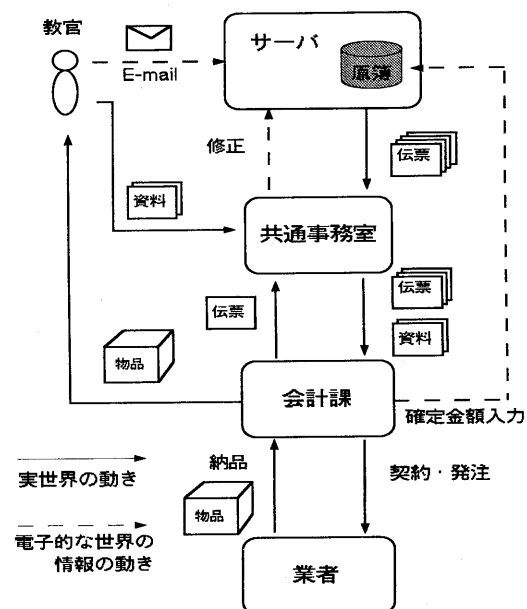 教官
E-mail
サーバ
原簿
修正
伝票
資料
共通事務室
伝票
伝票
資料
物品
会計課
確定金額入力
納品
契約・発注
物品
業者
実世界の動き
電子的な世界の
情報の動き